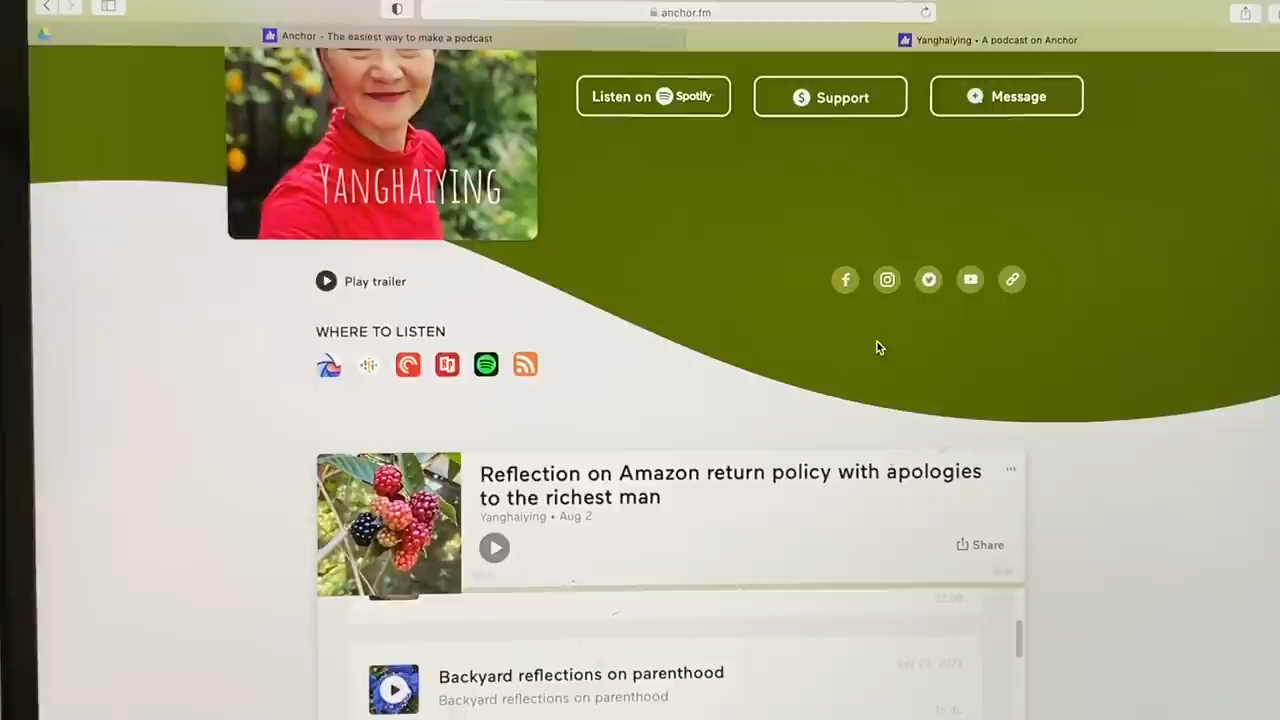 anchor.fm
Anchor - The easiest way to make a podcast
Yanghaiying • A podcast on Anchor
Listen on Spotify
Support
Message
YANGHAIYING
Play trailer
WHERE TO LISTEN
Reflection on Amazon return policy with apologies
to the richest man
Yanghaiying • Aug 2
Share
32:09
Backyard reflections on parenthood
Backyard reflections on parenthood